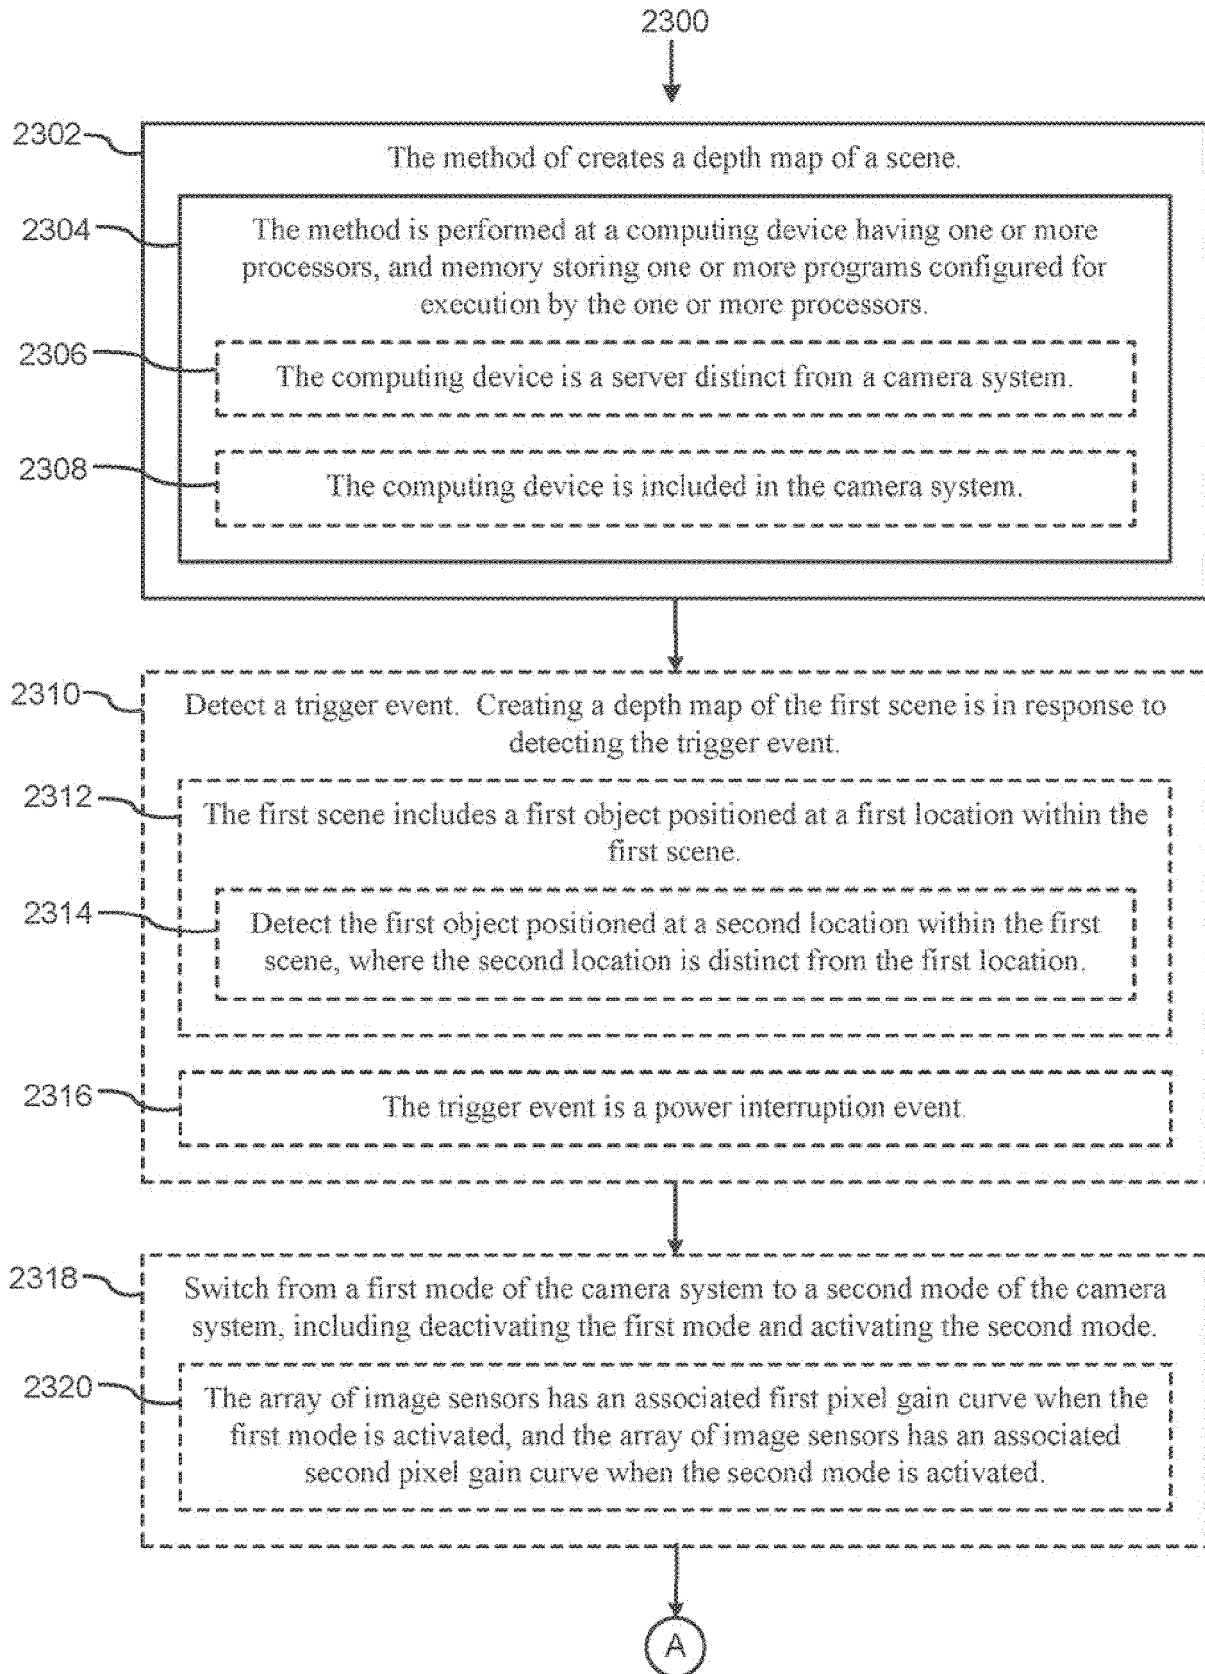 2300
2302
The method of creates a depth map of a scene.
2304
The method is performed at a computing device having one or more
processors, and memory storing one or more programs configured for
execution by the one or more processors.
2306
The computing device is a server distinct from a camera system.
2308
The computing device is included in the camera system.
2310
Detect a trigger event. Creating a depth map of the first scene is in response to
detecting the trigger event.
2312
The first scene includes a first object positioned at a first location within the
first scene.
2314
Detect the first object positioned at a second location within the first
scene, where the second location is distinct from the first location.
2316
The trigger event is a power interruption event.
2318
Switch from a first mode of the camera system to a second mode of the camera
system, including deactivating the first mode and activating the second mode.
2320
The array of image sensors has an associated first pixel gain curve when the
first mode is activated, and the array of image sensors has an associated
second pixel gain curve when the second mode is activated.
A